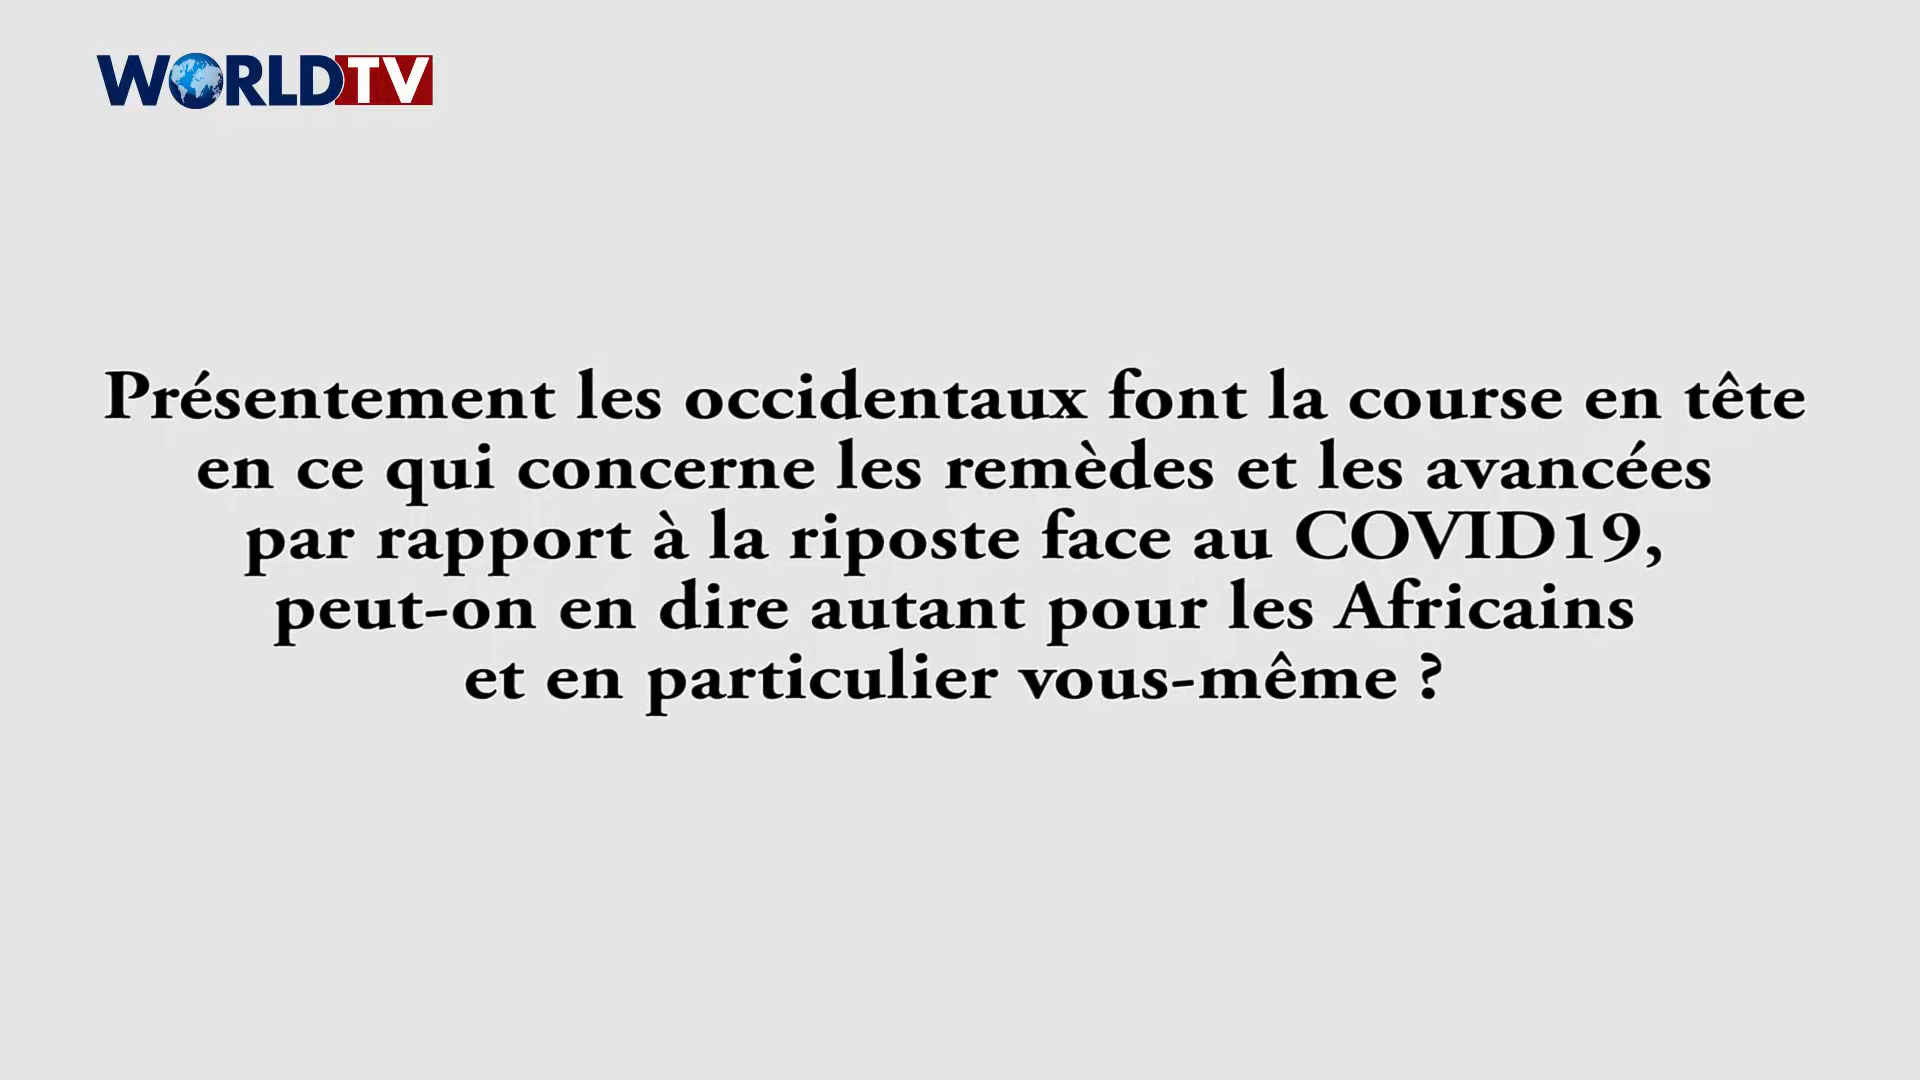 WORLDTV
Présentement les occidentaux font la course en tête
en ce qui concerne les remèdes et les avancées
par rapport à la riposte face au COVID19,
peut-on en dire autant pour les Africains
et en particulier vous-même ?